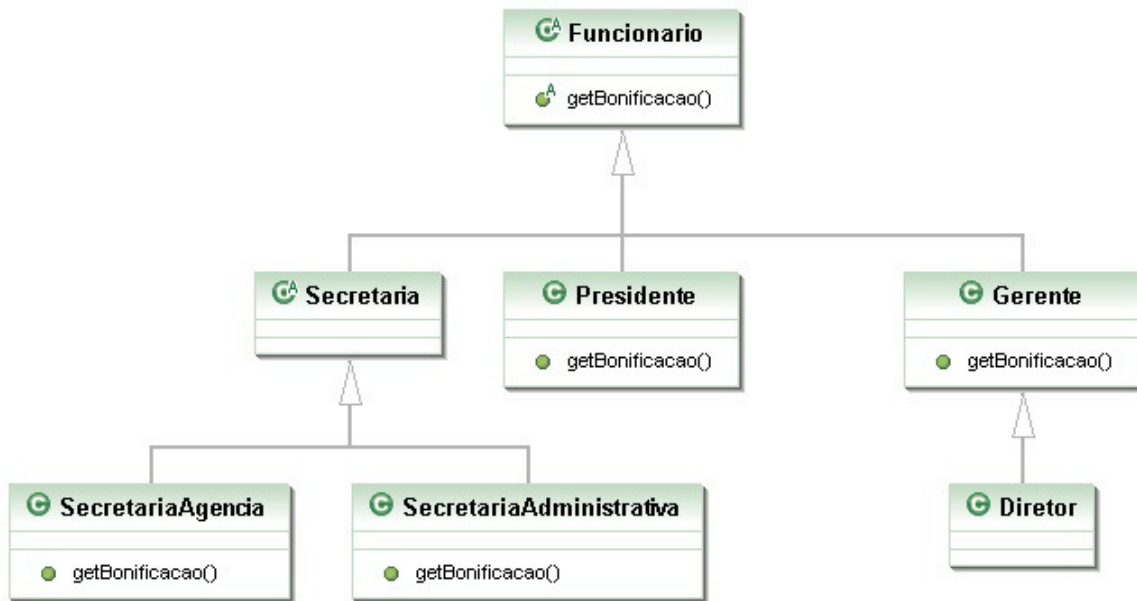 Funcionario
getBonificacao()
Secretaria
Presidente
getBonificacao()
Gerente
getBonificacao()
SecretariaAgencia
getBonificacao()
SecretariaAdministrativa
getBonificacao()
Diretor